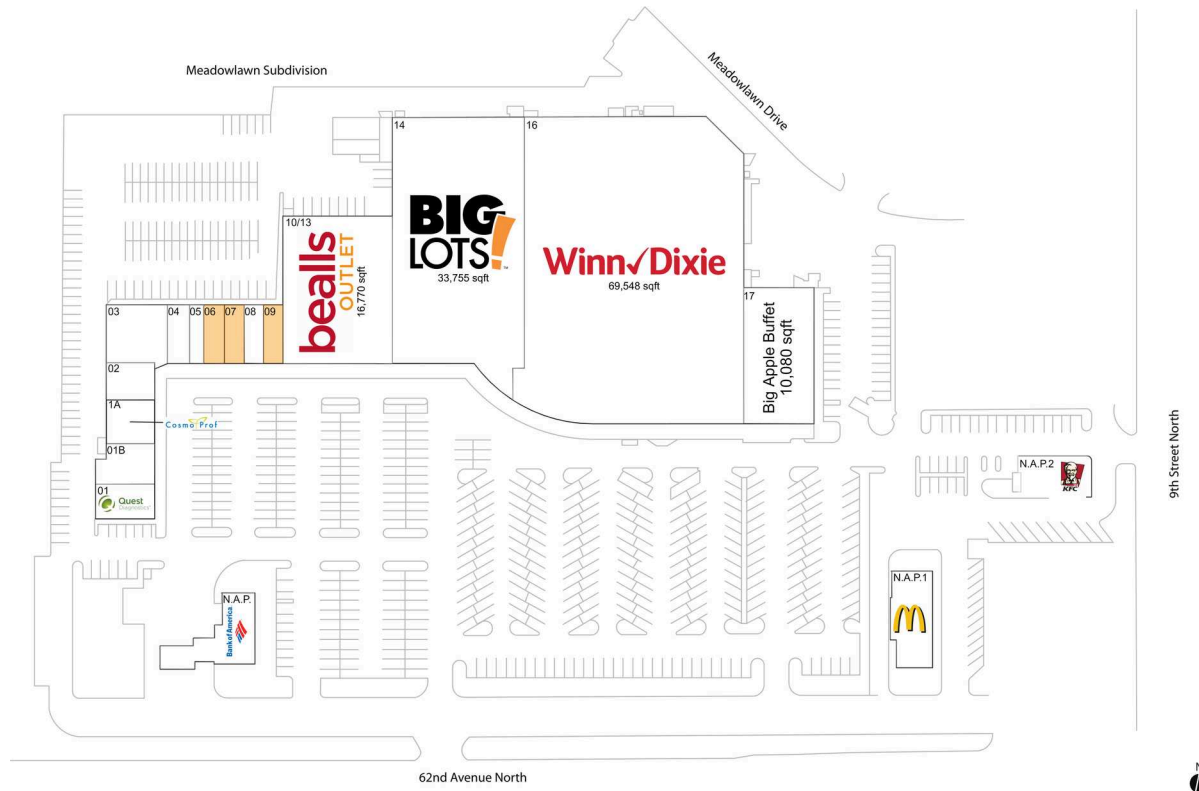 Meadowlawn Subdivision
Meadowlawn Drive
14
16
10/13
BIG
LOTS!
33,755 sqft
bealls
OUTLET
16,770 sqft
Winn Dixie
69,548 sqft
17
Big Apple Buffet
10,080 sqft
03
04
05
06
07
08
09
02
1A
Cosmo Prof
01B
01
Quest
Diagnostics
N.A.P.2
KFC
9th Street North
N.A.P.1
N.A.P.
Bank of America
62nd Avenue North
N